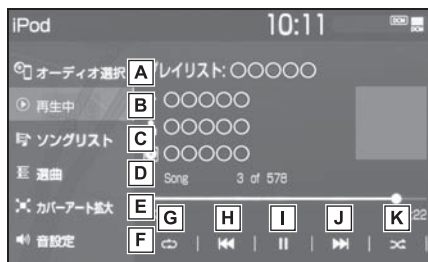 iPod 10:11 DCM
オーディオ選択 A レイリスト: ○○○○○
再生中 B ○○○○○
ソングリスト C ○○○○○
○○○○○
選曲 D Song 3 of 578
カバーアート拡大 E :22
音設定 F G H I J K